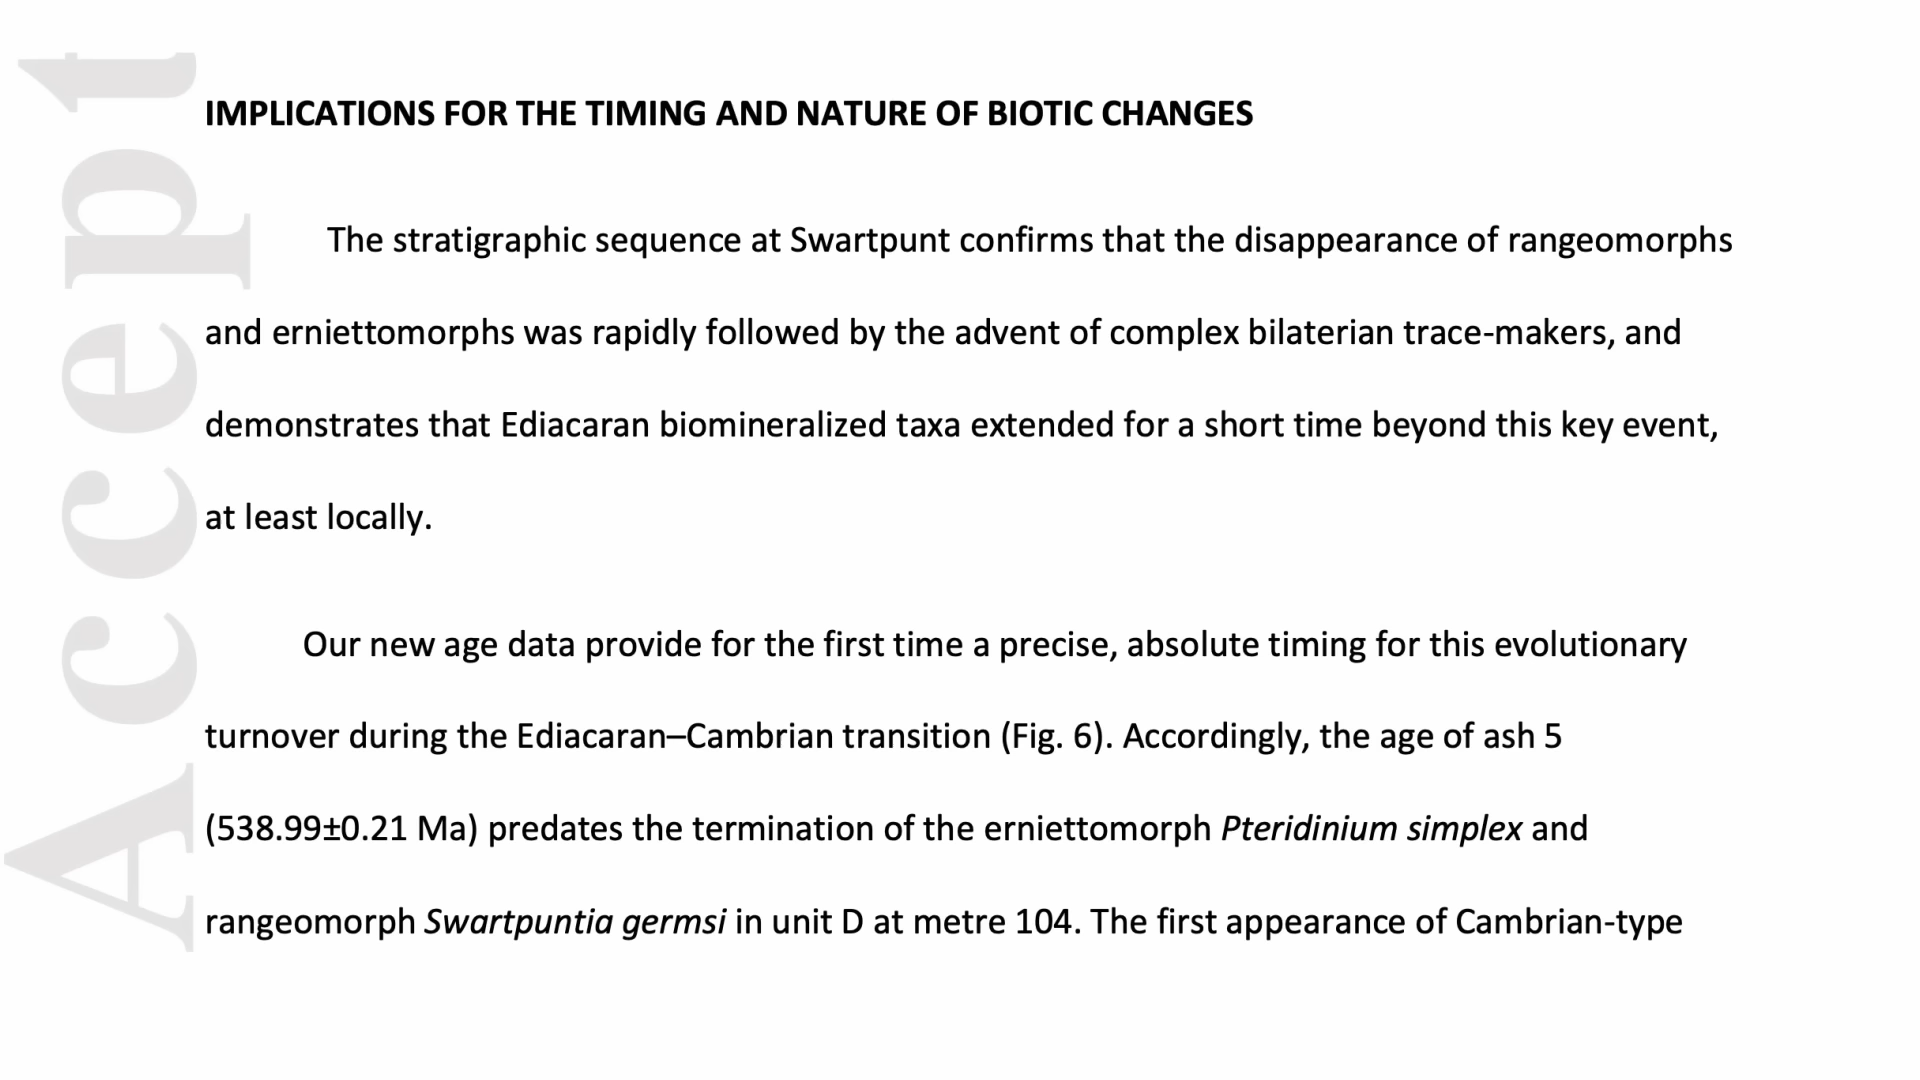 IMPLICATIONS FOR THE TIMING AND NATURE OF BIOTIC CHANGES
The stratigraphic sequence at Swartpunt confirms that the disappearance of rangeomorphs
and erniettomorphs was rapidly followed by the advent of complex bilaterian trace-makers, and
demonstrates that Ediacaran biomineralized taxa extended for a short time beyond this key event,
at least locally.
Our new age data provide for the first time a precise, absolute timing for this evolutionary
turnover during the Ediacaran–Cambrian transition (Fig. 6). Accordingly, the age of ash 5
(538.99±0.21 Ma) predates the termination of the erniettomorph Pteridinium simplex and
rangeomorph Swartpuntia germsi in unit D at metre 104. The first appearance of Cambrian-type
Accept